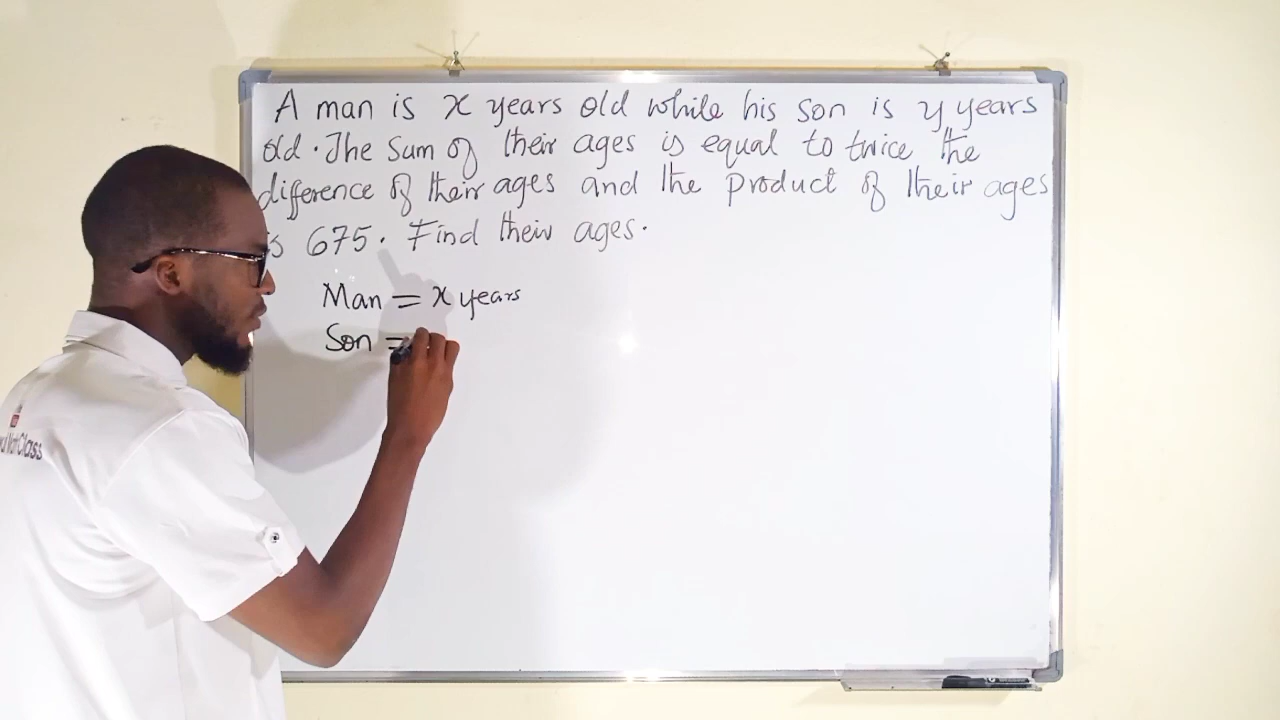 A man is x years old while his son is y years
old. The sum of their ages is equal to twice the
difference of their ages and the product of their ages
is 675. Find their ages.
Man = x years
Son =
Class